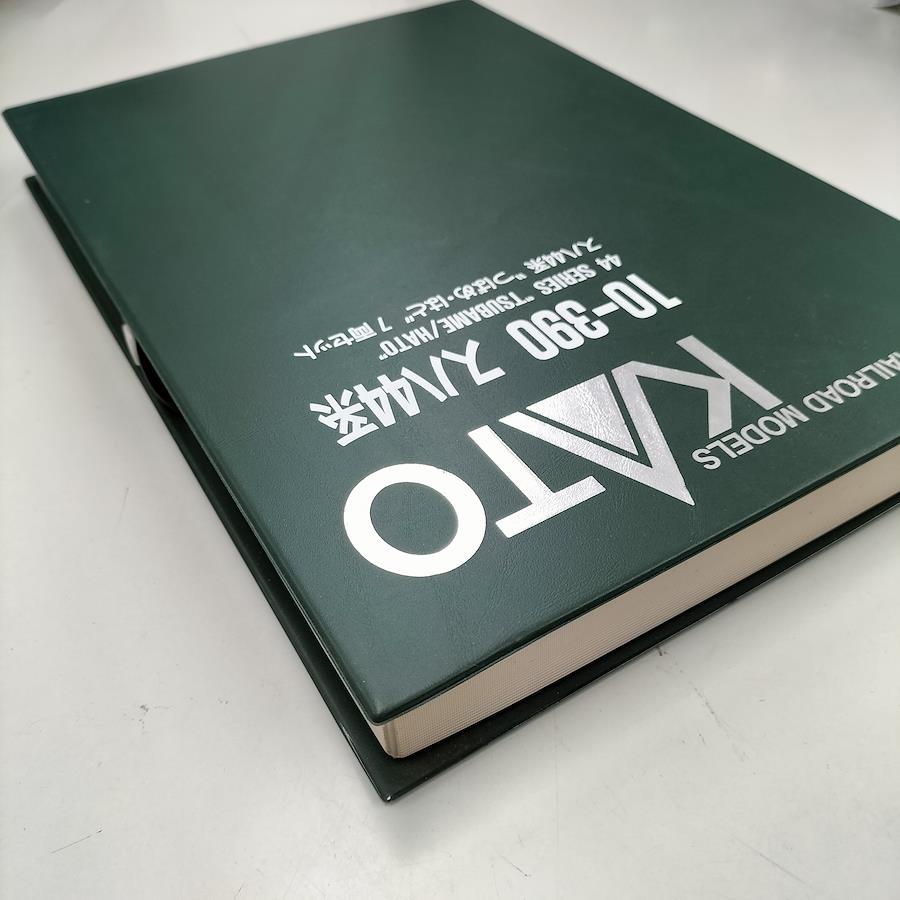 RAILROAD MODELS
KATO
10-390 スハ44系
44 SERIES "TSUBAME/HATO"
スハ44系 "つばめ・はと" 7両セット